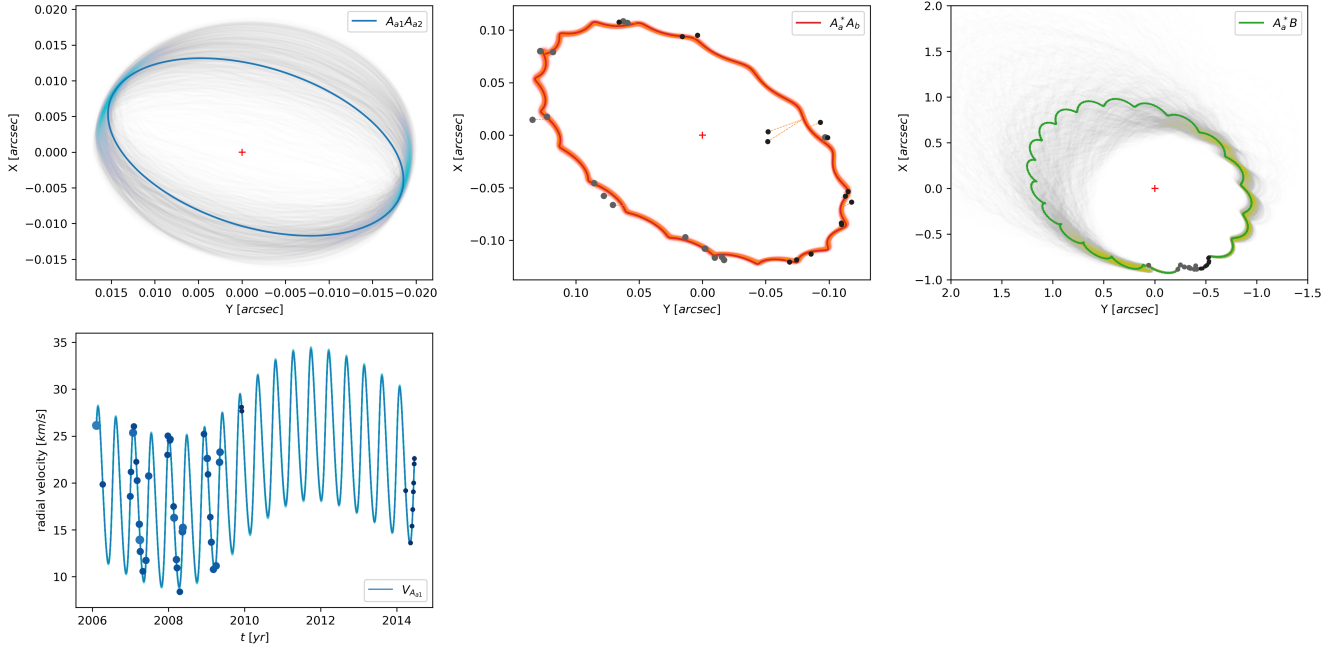 0.020
0.015
0.010
0.005
0.000
−0.005
−0.010
−0.015
X [arcsec]
0.015 0.010 0.005 0.000 −0.005 −0.010 −0.015 −0.020
Y [arcsec]
A_{a1}A_{a2}
0.10
0.05
0.00
−0.05
−0.10
X [arcsec]
0.10 0.05 0.00 −0.05 −0.10
Y [arcsec]
A_a^*A_b
2.0
1.5
1.0
0.5
0.0
−0.5
−1.0
X [arcsec]
2.0 1.5 1.0 0.5 0.0 −0.5 −1.0 −1.5
Y [arcsec]
A_a^*B
35
30
25
20
15
10
radial velocity [km/s]
2006 2008 2010 2012 2014
t [yr]
V_{A_{a1}}